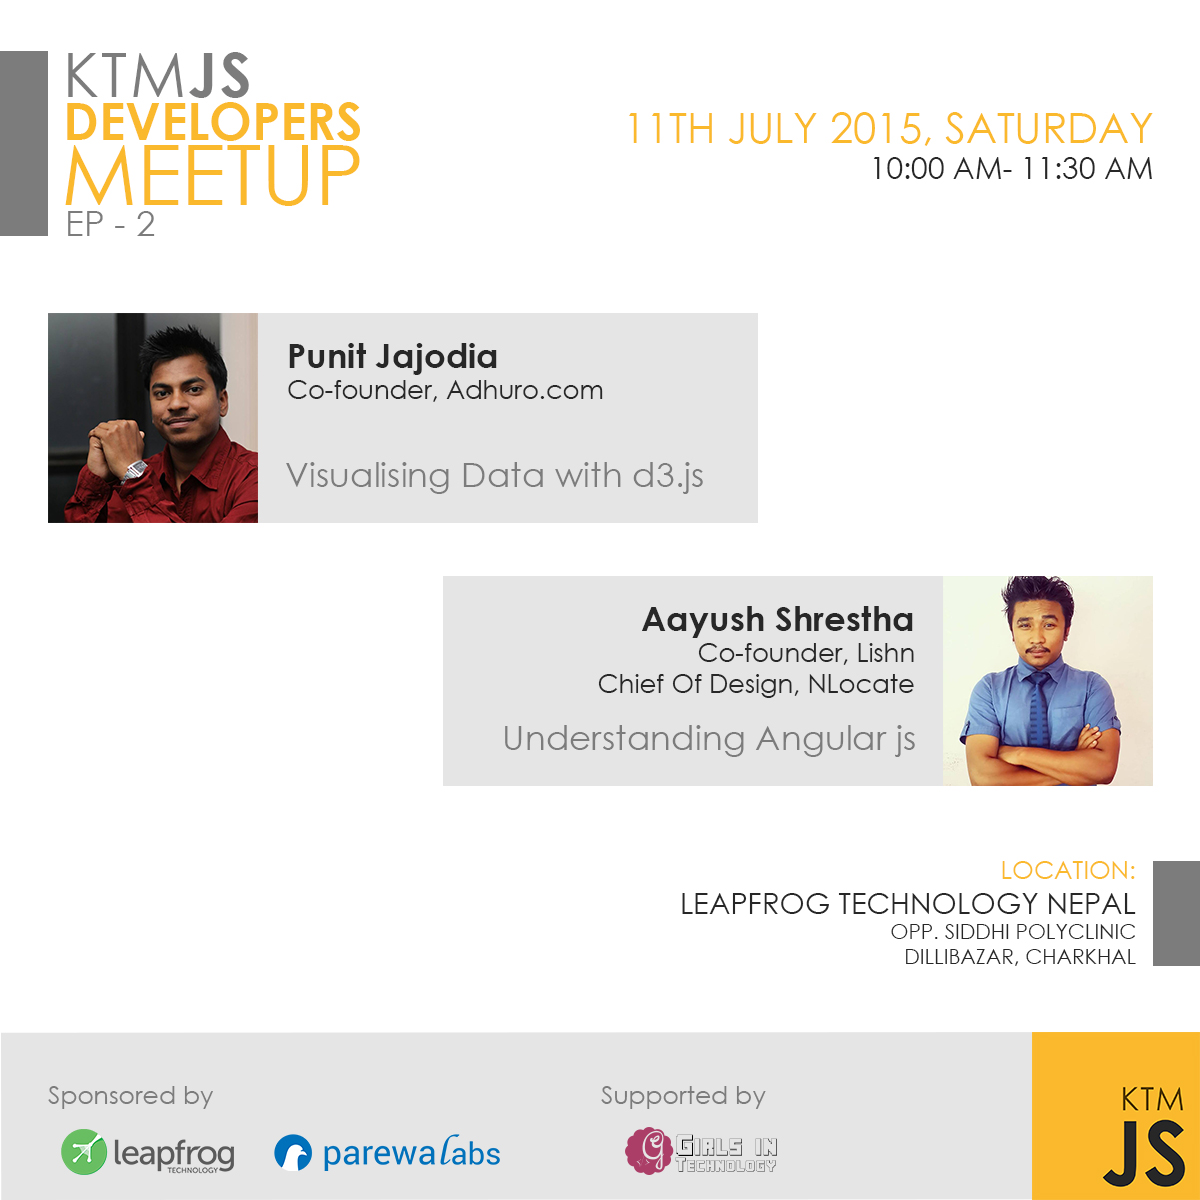 KTMJS
DEVELOPERS
MEETUP
EP - 2
11TH JULY 2015, SATURDAY
10:00 AM- 11:30 AM
Punit Jajodia
Co-founder, Adhuro.com
Visualising Data with d3.js
Aayush Shrestha
Co-founder, Lishn
Chief Of Design, NLocate
Understanding Angular js
LOCATION:
LEAPFROG TECHNOLOGY NEPAL
OPP. SIDDHI POLYCLINIC
DILLIBAZAR, CHARKHAL
Sponsored by
leapfrog
TECHNOLOGY
parewa labs
Supported by
GIRLS IN
TECHNOLOGY
KTM
JS